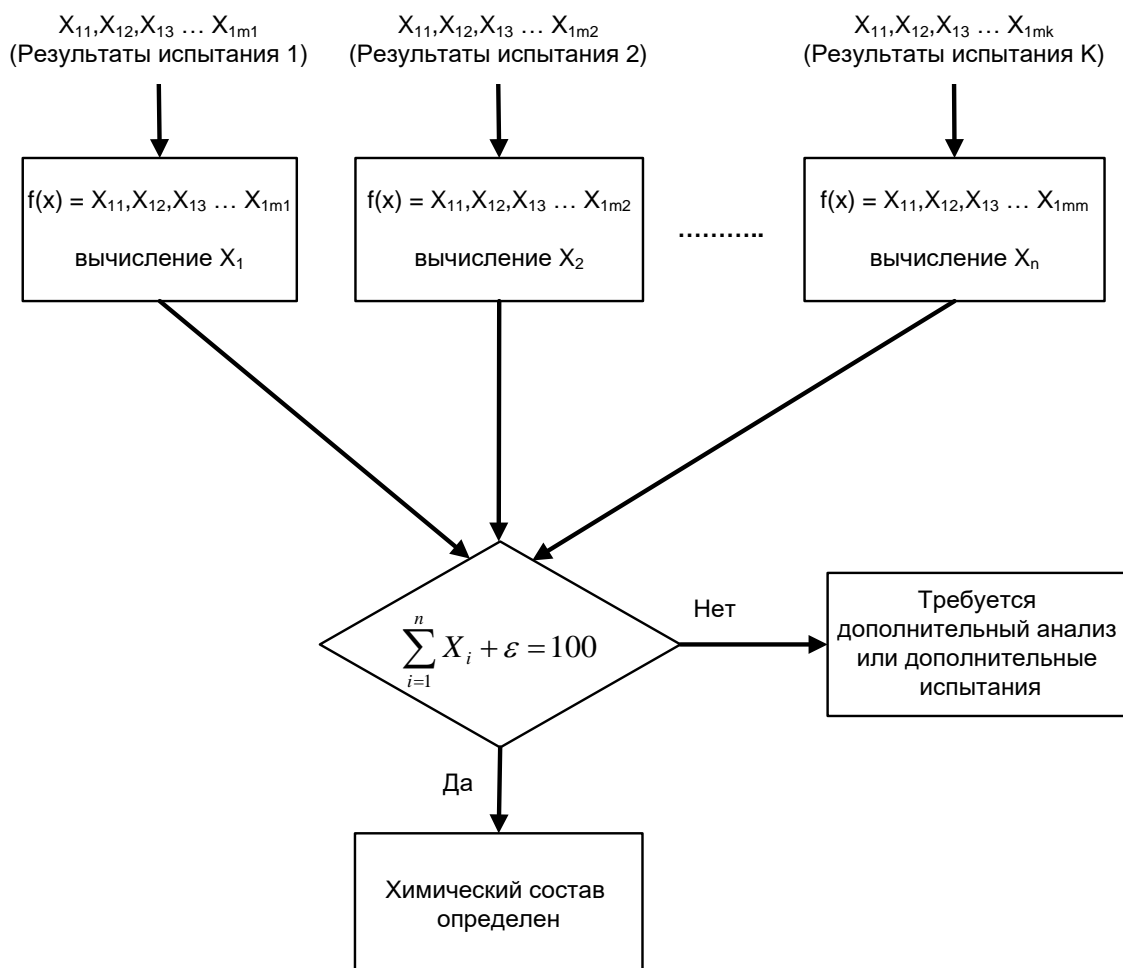 X₁₁,X₁₂,X₁₃ … X₁ₘ₁
(Результаты испытания 1)
X₁₁,X₁₂,X₁₃ … X₁ₘ₂
(Результаты испытания 2)
X₁₁,X₁₂,X₁₃ … X₁ₘₖ
(Результаты испытания K)
f(x) = X₁₁,X₁₂,X₁₃ … X₁ₘ₁
вычисление X₁
f(x) = X₁₁,X₁₂,X₁₃ … X₁ₘ₂
вычисление X₂
………..
f(x) = X₁₁,X₁₂,X₁₃ … X₁ₘₘ
вычисление Xₙ
∑ᵢ₌₁ⁿ Xᵢ + ε = 100
Нет
Требуется
дополнительный анализ
или дополнительные
испытания
Да
Химический состав
определен